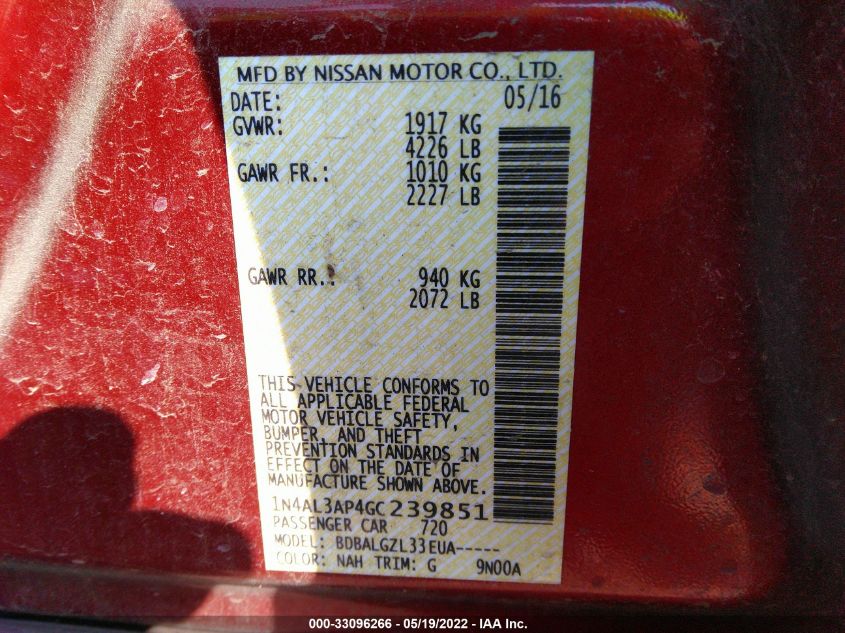 MFD BY NISSAN MOTOR CO., LTD.
DATE: 05/16
GVWR: 1917 KG
4226 LB
GAWR FR.: 1010 KG
2227 LB
GAWR RR.: 940 KG
2072 LB
THIS VEHICLE CONFORMS TO
ALL APPLICABLE FEDERAL
MOTOR VEHICLE SAFETY,
BUMPER, AND THEFT
PREVENTION STANDARDS IN
EFFECT ON THE DATE OF
MANUFACTURE SHOWN ABOVE.
1N4AL3AP4GC239851
PASSENGER CAR 720
MODEL: BDBALGZL33EUA-----
COLOR: NAH TRIM: G 9N00A
000-33096266 - 05/19/2022 - IAA Inc.